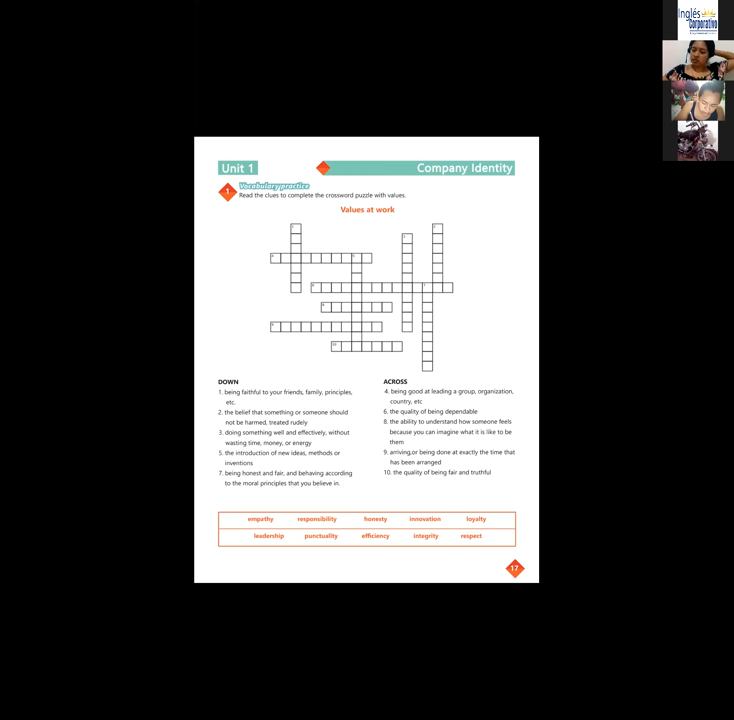 Inglés
Corporativo
Unit 1
Company Identity
1
Vocabulary practice
Read the clues to complete the crossword puzzle with values.
Values at work
10
DOWN
1. being faithful to your friends, family, principles,
etc.
2. the belief that something or someone should
not be harmed, treated rudely
3. doing something well and effectively, without
wasting time, money, or energy
5. the introduction of new ideas, methods or
inventions
7. being honest and fair, and behaving according
to the moral principles that you believe in.
ACROSS
4. being good at leading a group, organization,
country, etc
6. the quality of being dependable
8. the ability to understand how someone feels
because you can imagine what it is like to be
them
9. arriving,or being done at exactly the time that
has been arranged
10. the quality of being fair and truthful
empathy responsibility honesty innovation loyalty
leadership punctuality efficiency integrity respect
17